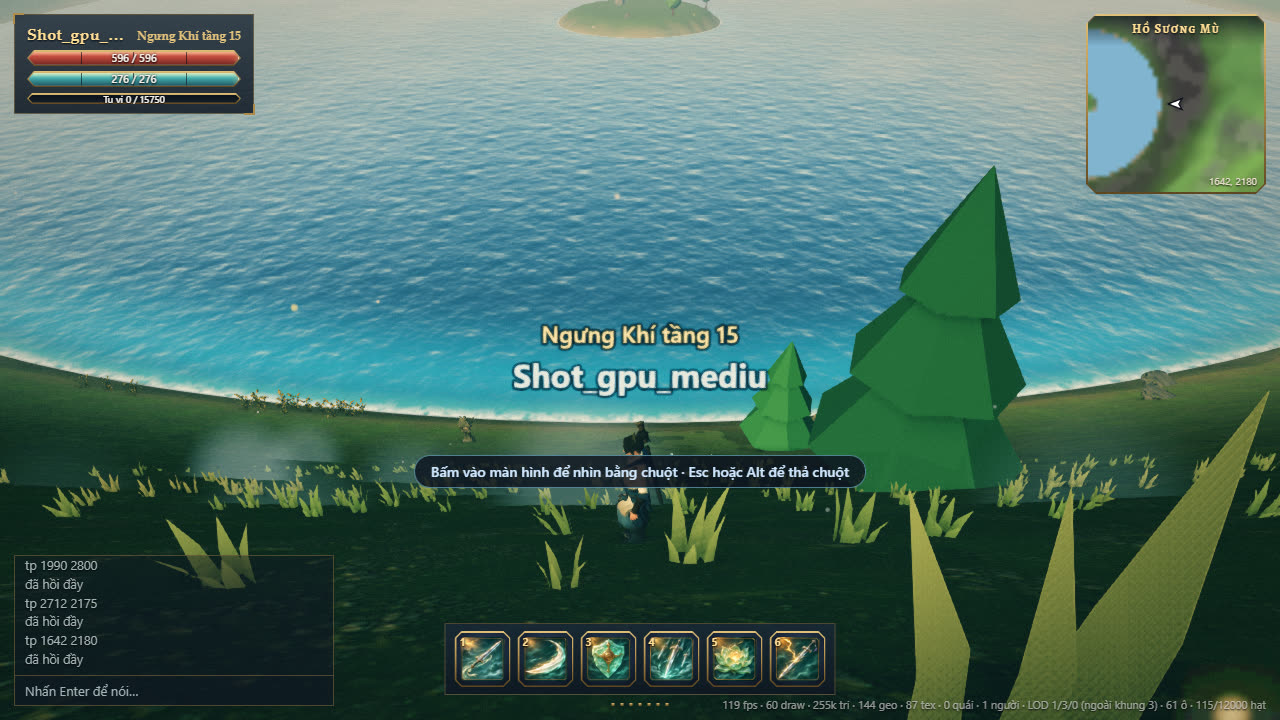 Shot_gpu_... Ngưng Khí tầng 15
596 / 596
276 / 276
Tu vi 0 / 15750
Hồ Sương Mù
1642, 2180
Ngưng Khí tầng 15
Shot_gpu_mediu
Bấm vào màn hình để nhìn bằng chuột · Esc hoặc Alt để thả chuột
tp 1990 2800
đã hồi đầy
tp 2712 2175
đã hồi đầy
tp 1642 2180
đã hồi đầy
Nhấn Enter để nói...
1 2 3 4 5 6
119 fps · 60 draw · 255k tri · 144 geo · 87 tex · 0 quái · 1 người · LOD 1/3/0 (ngoài khung 3) · 61 ô · 115/12000 hạt